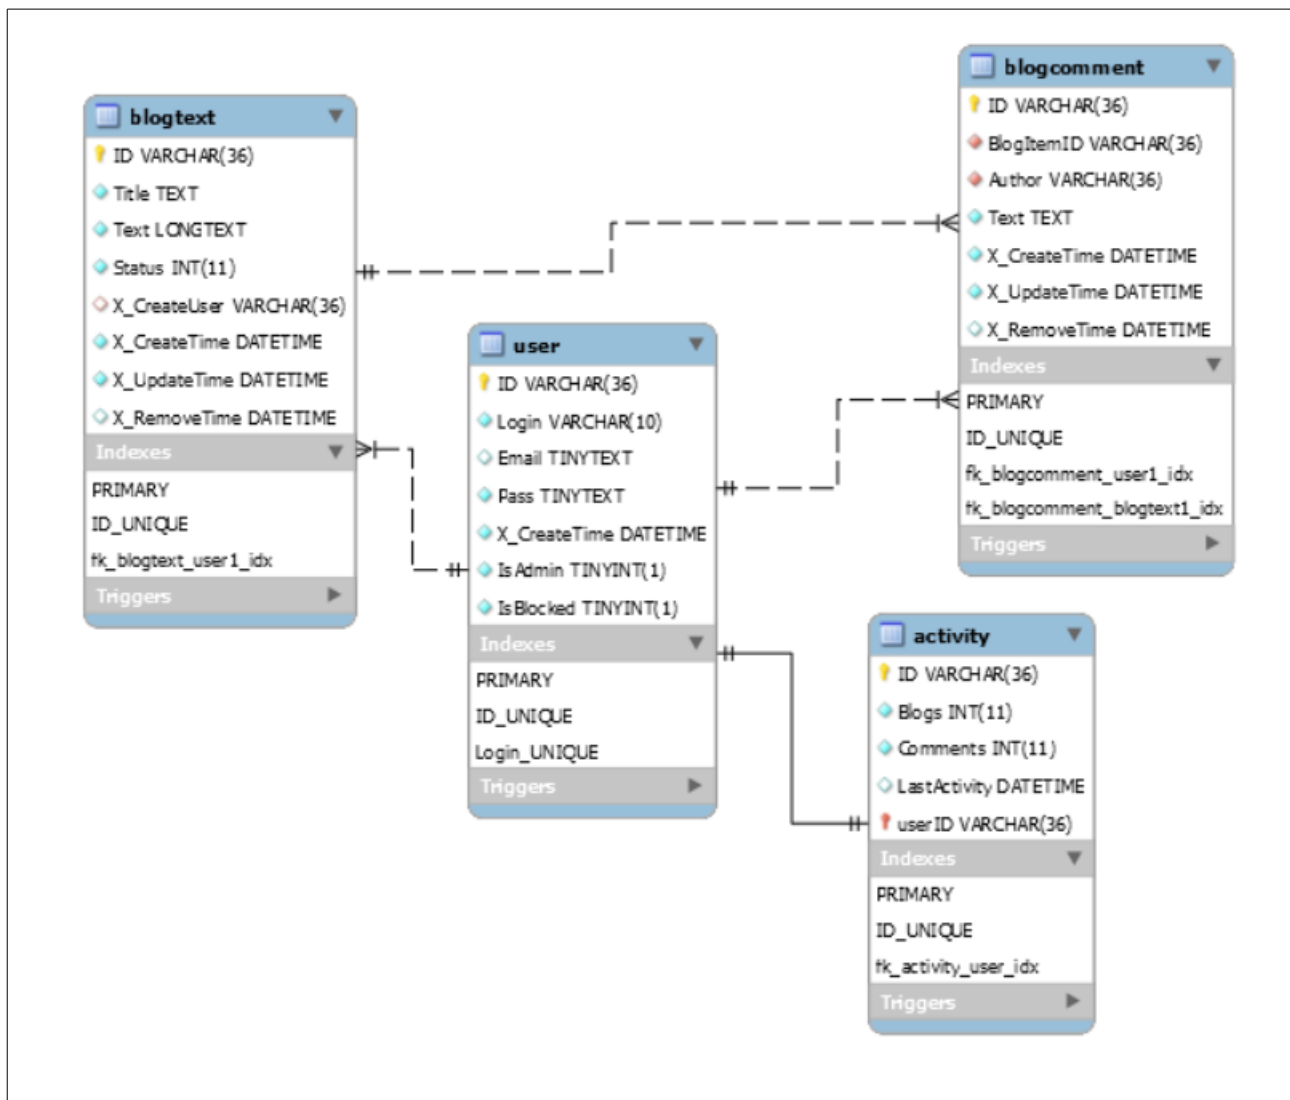 blogtext
ID VARCHAR(36)
Title TEXT
Text LONGTEXT
Status INT(11)
X_CreateUser VARCHAR(36)
X_CreateTime DATETIME
X_UpdateTime DATETIME
X_RemoveTime DATETIME
Indexes
PRIMARY
ID_UNIQUE
fk_blogtext_user1_idx
Triggers
user
ID VARCHAR(36)
Login VARCHAR(10)
Email TINYTEXT
Pass TINYTEXT
X_CreateTime DATETIME
IsAdmin TINYINT(1)
IsBlocked TINYINT(1)
Indexes
PRIMARY
ID_UNIQUE
Login_UNIQUE
Triggers
blogcomment
ID VARCHAR(36)
BlogItemID VARCHAR(36)
Author VARCHAR(36)
Text TEXT
X_CreateTime DATETIME
X_UpdateTime DATETIME
X_RemoveTime DATETIME
Indexes
PRIMARY
ID_UNIQUE
fk_blogcomment_user1_idx
fk_blogcomment_blogtext1_idx
Triggers
activity
ID VARCHAR(36)
Blogs INT(11)
Comments INT(11)
LastActivity DATETIME
userID VARCHAR(36)
Indexes
PRIMARY
ID_UNIQUE
fk_activity_user_idx
Triggers